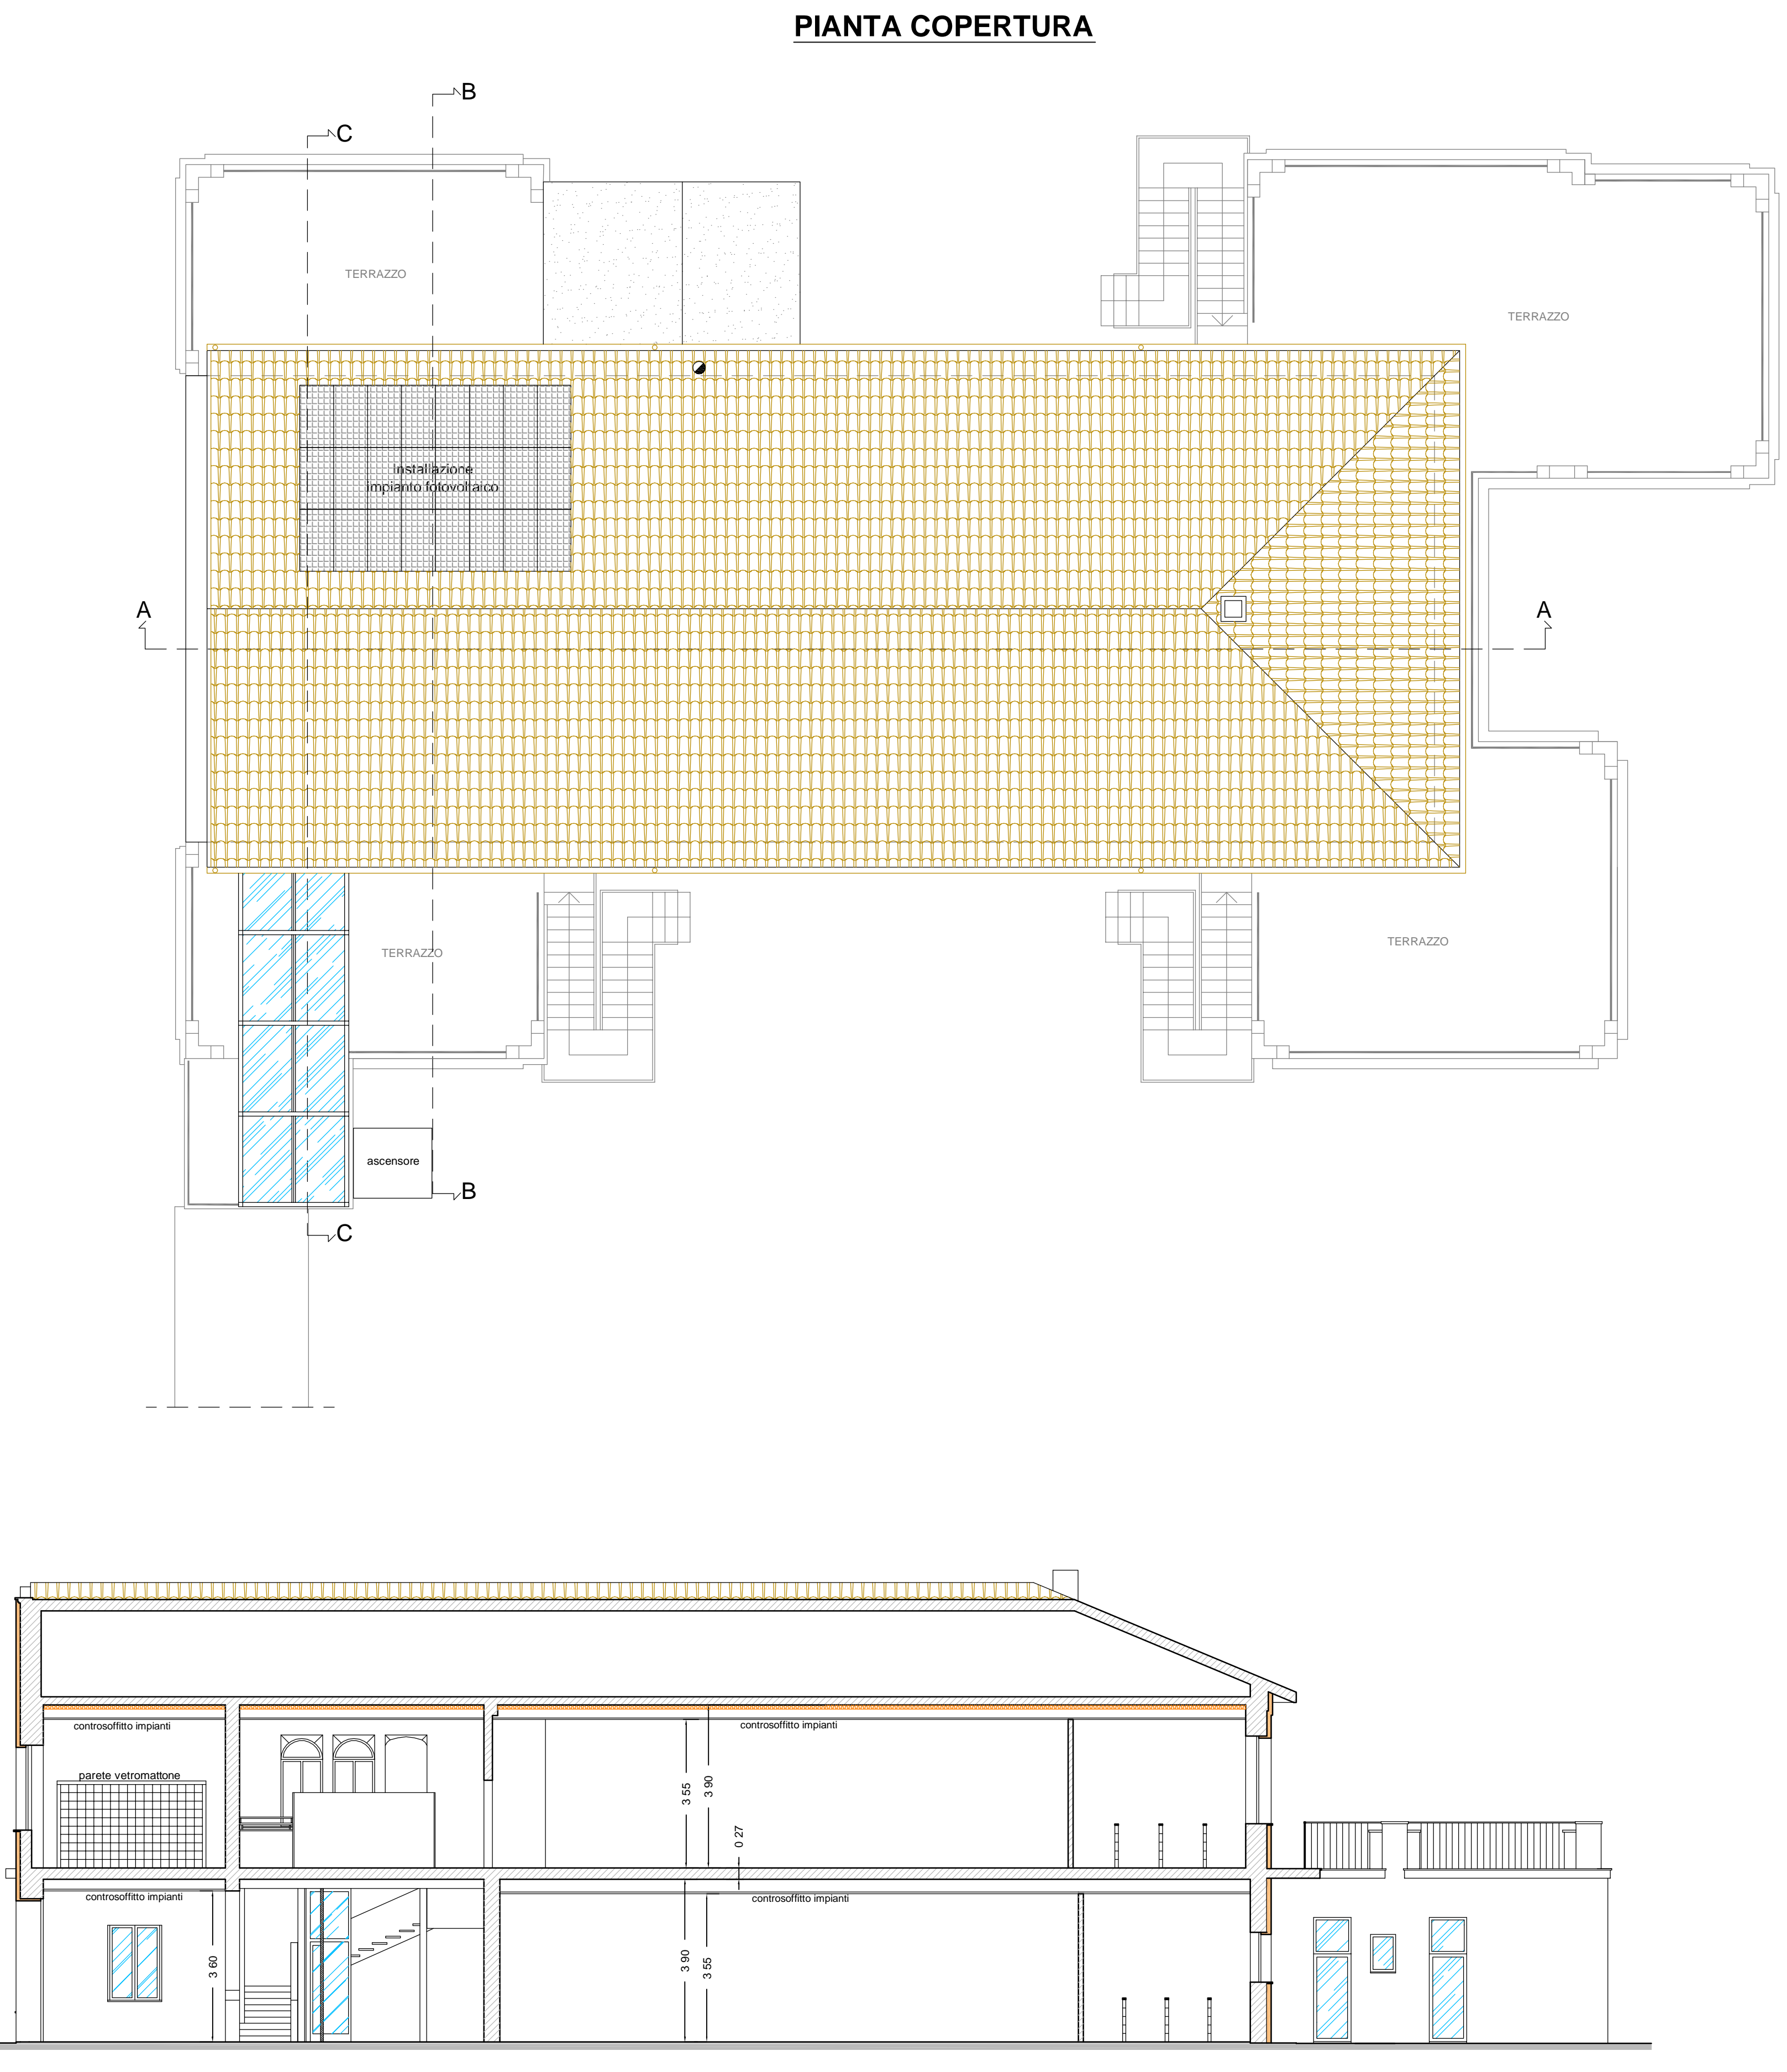 PIANTA COPERTURA
B
C
TERRAZZO
TERRAZZO
Installazione
impianto fotovoltaico
A
A
TERRAZZO
TERRAZZO
ascensore
B
C
controsoffitto impianti
controsoffitto impianti
parete vetromattone
3 55
3 90
0 27
controsoffitto impianti
controsoffitto impianti
3 60
3 90
3 55